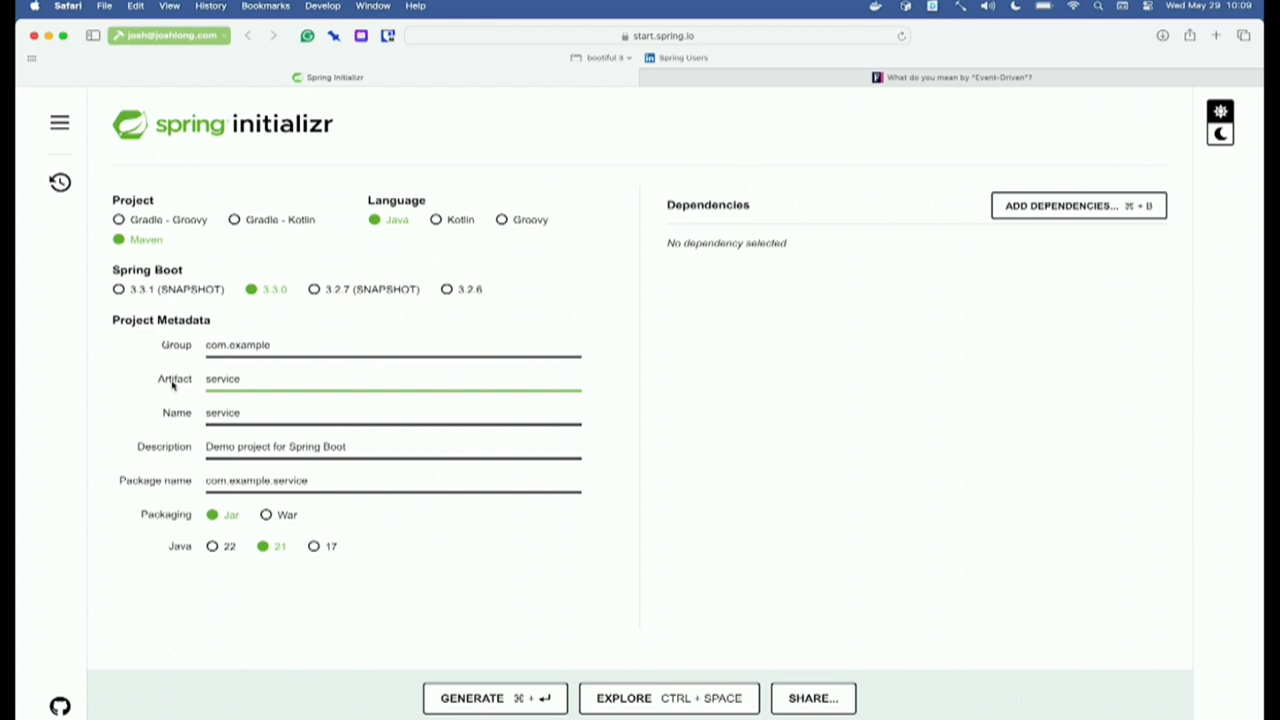 Safari File Edit View History Bookmarks Develop Window Help Wed May 29 10:09
josh@joshlong.com start.spring.io
bootiful 3 Spring Users
Spring Initializr What do you mean by "Event-Driven"?
spring initializr
Project Language
Gradle - Groovy Gradle - Kotlin Java Kotlin Groovy
Maven
Spring Boot
3.3.1 (SNAPSHOT) 3.3.0 3.2.7 (SNAPSHOT) 3.2.6
Project Metadata
Group com.example
Artifact service
Name service
Description Demo project for Spring Boot
Package name com.example.service
Packaging Jar War
Java 22 21 17
Dependencies ADD DEPENDENCIES... ⌘ + B
No dependency selected
GENERATE ⌘ + ↵ EXPLORE CTRL + SPACE SHARE...